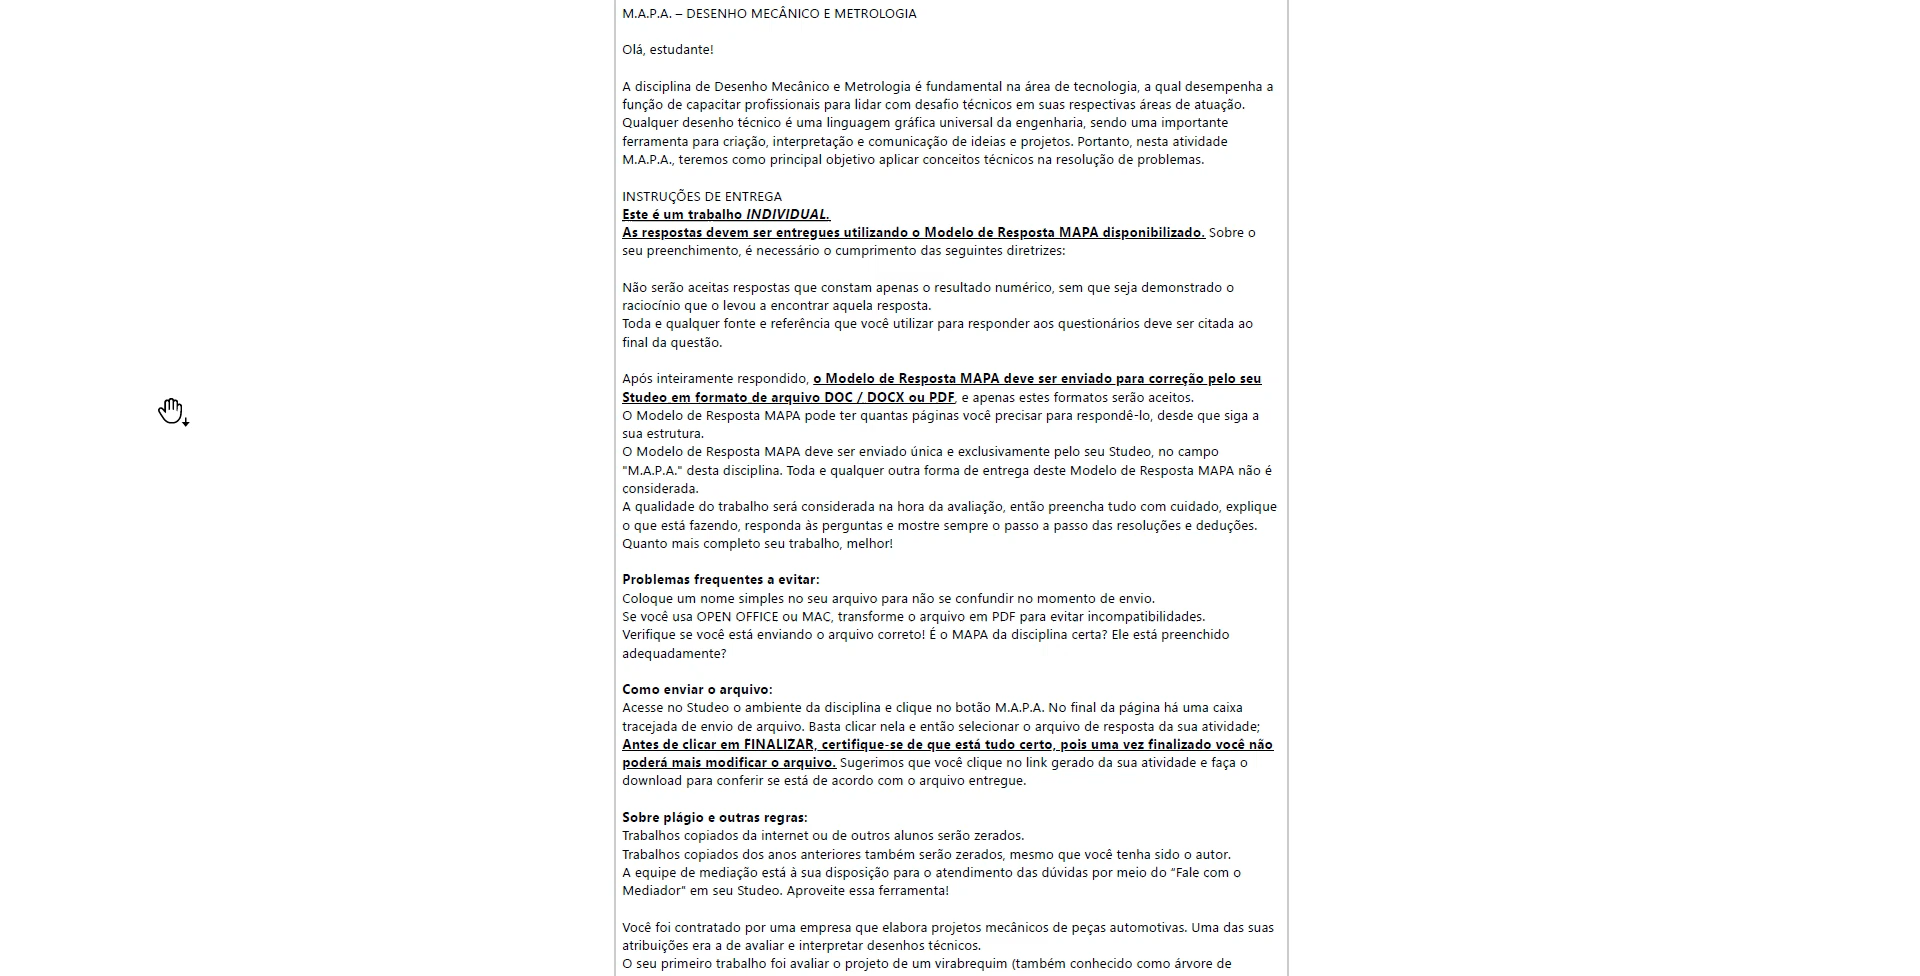 M.A.P.A. – DESENHO MECÂNICO E METROLOGIA
Olá, estudante!
A disciplina de Desenho Mecânico e Metrologia é fundamental na área de tecnologia, a qual desempenha a
função de capacitar profissionais para lidar com desafio técnicos em suas respectivas áreas de atuação.
Qualquer desenho técnico é uma linguagem gráfica universal da engenharia, sendo uma importante
ferramenta para criação, interpretação e comunicação de ideias e projetos. Portanto, nesta atividade
M.A.P.A., teremos como principal objetivo aplicar conceitos técnicos na resolução de problemas.
INSTRUÇÕES DE ENTREGA
Este é um trabalho INDIVIDUAL.
As respostas devem ser entregues utilizando o Modelo de Resposta MAPA disponibilizado. Sobre o
seu preenchimento, é necessário o cumprimento das seguintes diretrizes:
Não serão aceitas respostas que constam apenas o resultado numérico, sem que seja demonstrado o
raciocínio que o levou a encontrar aquela resposta.
Toda e qualquer fonte e referência que você utilizar para responder aos questionários deve ser citada ao
final da questão.
Após inteiramente respondido, o Modelo de Resposta MAPA deve ser enviado para correção pelo seu
Studeo em formato de arquivo DOC / DOCX ou PDF, e apenas estes formatos serão aceitos.
O Modelo de Resposta MAPA pode ter quantas páginas você precisar para respondê-lo, desde que siga a
sua estrutura.
O Modelo de Resposta MAPA deve ser enviado única e exclusivamente pelo seu Studeo, no campo
"M.A.P.A." desta disciplina. Toda e qualquer outra forma de entrega deste Modelo de Resposta MAPA não é
considerada.
A qualidade do trabalho será considerada na hora da avaliação, então preencha tudo com cuidado, explique
o que está fazendo, responda às perguntas e mostre sempre o passo a passo das resoluções e deduções.
Quanto mais completo seu trabalho, melhor!
Problemas frequentes a evitar:
Coloque um nome simples no seu arquivo para não se confundir no momento de envio.
Se você usa OPEN OFFICE ou MAC, transforme o arquivo em PDF para evitar incompatibilidades.
Verifique se você está enviando o arquivo correto! É o MAPA da disciplina certa? Ele está preenchido
adequadamente?
Como enviar o arquivo:
Acesse no Studeo o ambiente da disciplina e clique no botão M.A.P.A. No final da página há uma caixa
tracejada de envio de arquivo. Basta clicar nela e então selecionar o arquivo de resposta da sua atividade;
Antes de clicar em FINALIZAR, certifique-se de que está tudo certo, pois uma vez finalizado você não
poderá mais modificar o arquivo. Sugerimos que você clique no link gerado da sua atividade e faça o
download para conferir se está de acordo com o arquivo entregue.
Sobre plágio e outras regras:
Trabalhos copiados da internet ou de outros alunos serão zerados.
Trabalhos copiados dos anos anteriores também serão zerados, mesmo que você tenha sido o autor.
A equipe de mediação está à sua disposição para o atendimento das dúvidas por meio do “Fale com o
Mediador” em seu Studeo. Aproveite essa ferramenta!
Você foi contratado por uma empresa que elabora projetos mecânicos de peças automotivas. Uma das suas
atribuições era a de avaliar e interpretar desenhos técnicos.
O seu primeiro trabalho foi avaliar o projeto de um virabrequim (também conhecido como árvore de